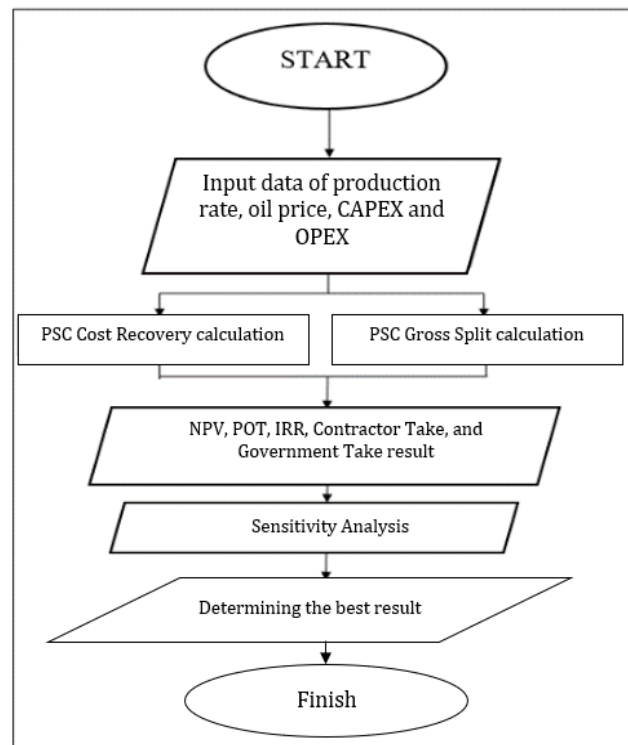 START
Input data of production
rate, oil price, CAPEX and
OPEX
PSC Cost Recovery calculation
PSC Gross Split calculation
NPV, POT, IRR, Contractor Take, and
Government Take result
Sensitivity Analysis
Determining the best result
Finish